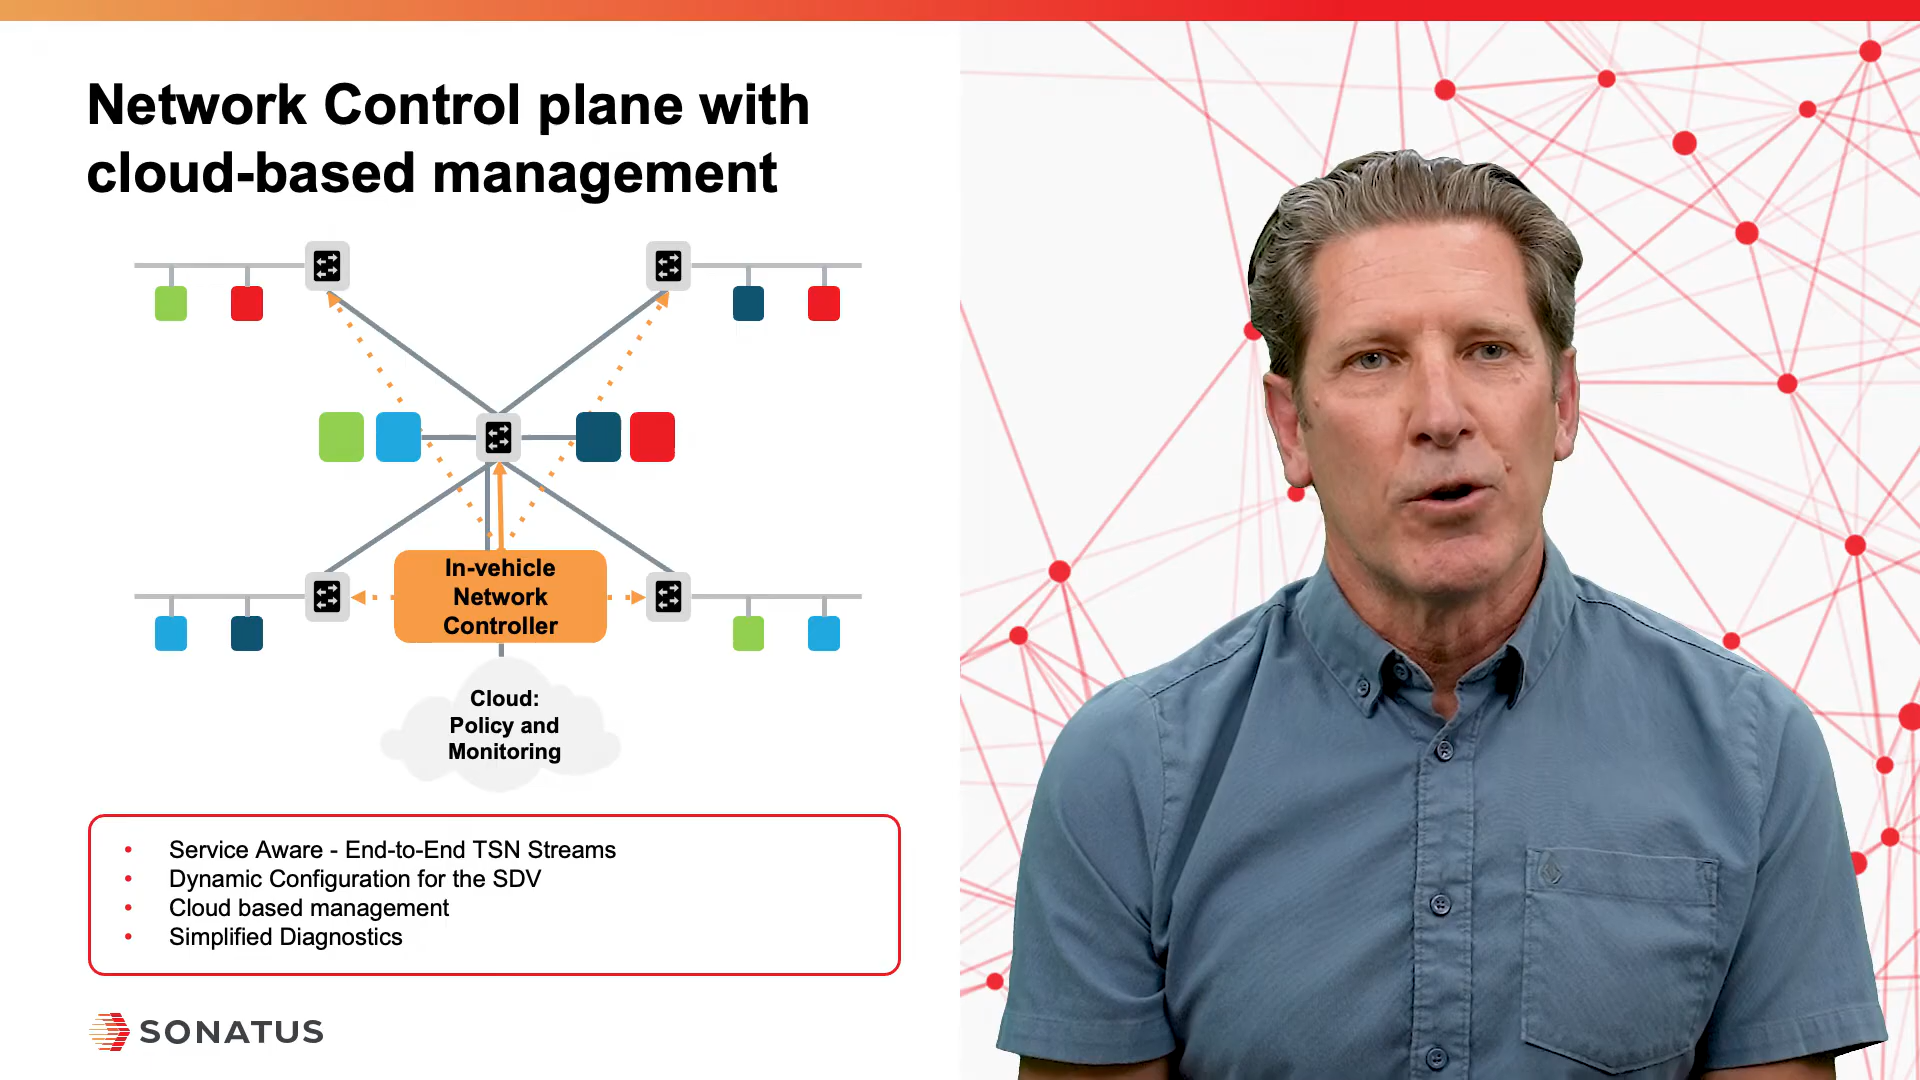 Network Control plane with
cloud-based management
In-vehicle
Network
Controller
Cloud:
Policy and
Monitoring
• Service Aware - End-to-End TSN Streams
• Dynamic Configuration for the SDV
• Cloud based management
• Simplified Diagnostics
SONATUS